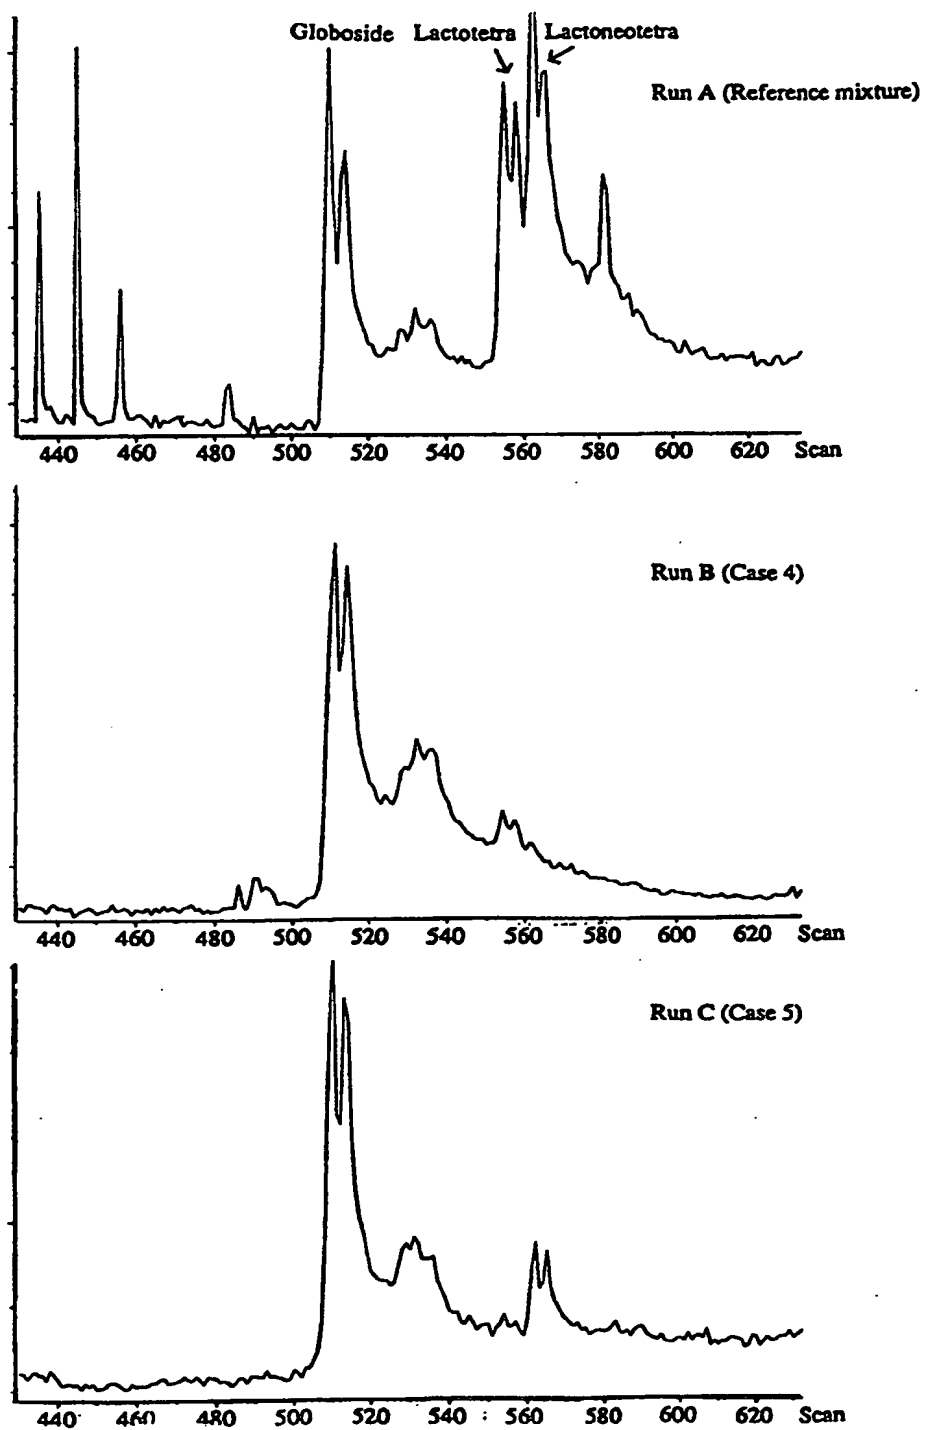 Globoside Lactotetra Lactoneotetra
Run A (Reference mixture)
440 460 480 500 520 540 560 580 600 620 Scan
Run B (Case 4)
440 460 480 500 520 540 560 580 600 620 Scan
Run C (Case 5)
440 460 480 500 520 540 560 580 600 620 Scan